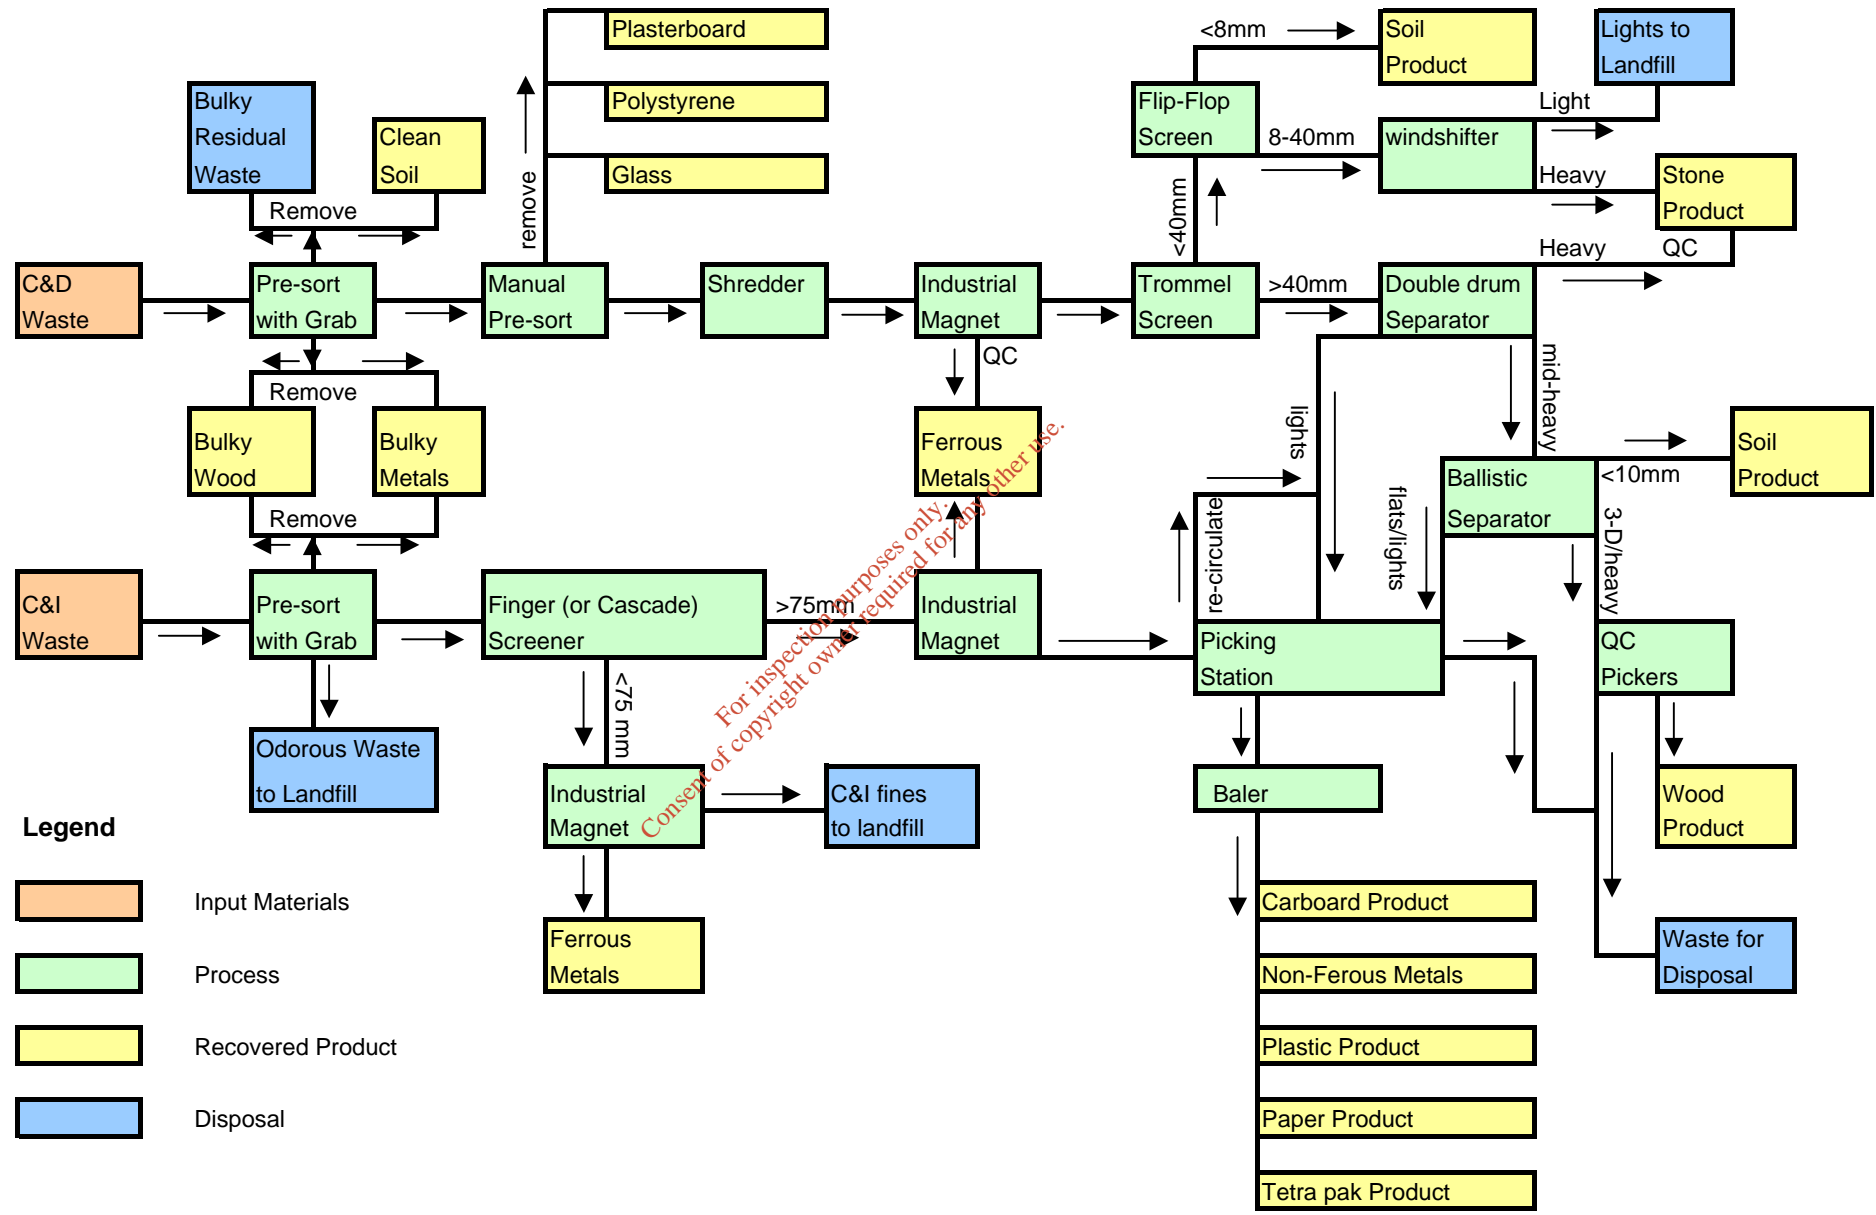 Plasterboard
Polystyrene
Glass
remove
<8mm
Soil
Product
Lights to
Landfill
Bulky
Residual
Waste
Clean
Soil
Remove
Flip-Flop
Screen
8-40mm
windshifter
Light
Heavy
Stone
Product
<40mm
C&D
Waste
Pre-sort
with Grab
Manual
Pre-sort
Shredder
Industrial
Magnet
Trommel
Screen
>40mm
Double drum
Separator
Heavy
QC
QC
Remove
Bulky
Wood
Bulky
Metals
Remove
Ferrous
Metals
lights
mid-heavy
Ballistic
Separator
<10mm
Soil
Product
re-circulate
flats/lights
3-D/heavy
C&I
Waste
Pre-sort
with Grab
Finger (or Cascade)
Screener
>75mm
Industrial
Magnet
Picking
Station
QC
Pickers
<75 mm
Odorous Waste
to Landfill
Industrial
Magnet
C&I fines
to landfill
Baler
Wood
Product
Ferrous
Metals
Carboard Product
Non-Ferous Metals
Plastic Product
Paper Product
Tetra pak Product
Waste for
Disposal
Legend
Input Materials
Process
Recovered Product
Disposal
For inspection purposes only.
Consent of copyright owner required for any other use.